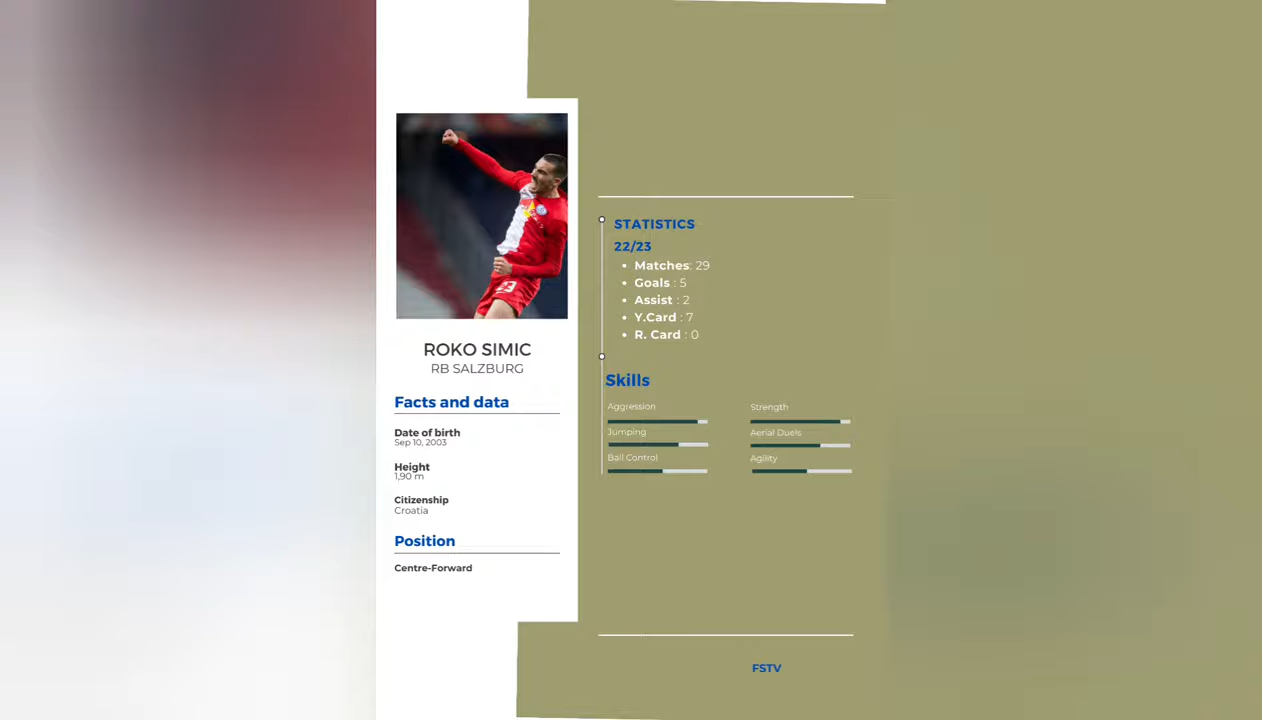 ROKO SIMIC
RB SALZBURG
Facts and data
Date of birth
Sep 10, 2003
Height
1,90 m
Citizenship
Croatia
Position
Centre-Forward
STATISTICS
22/23
• Matches: 29
• Goals : 5
• Assist : 2
• Y.Card : 7
• R. Card : 0
Skills
Aggression
Strength
Jumping
Aerial Duels
Ball Control
Agility
FSTV
23